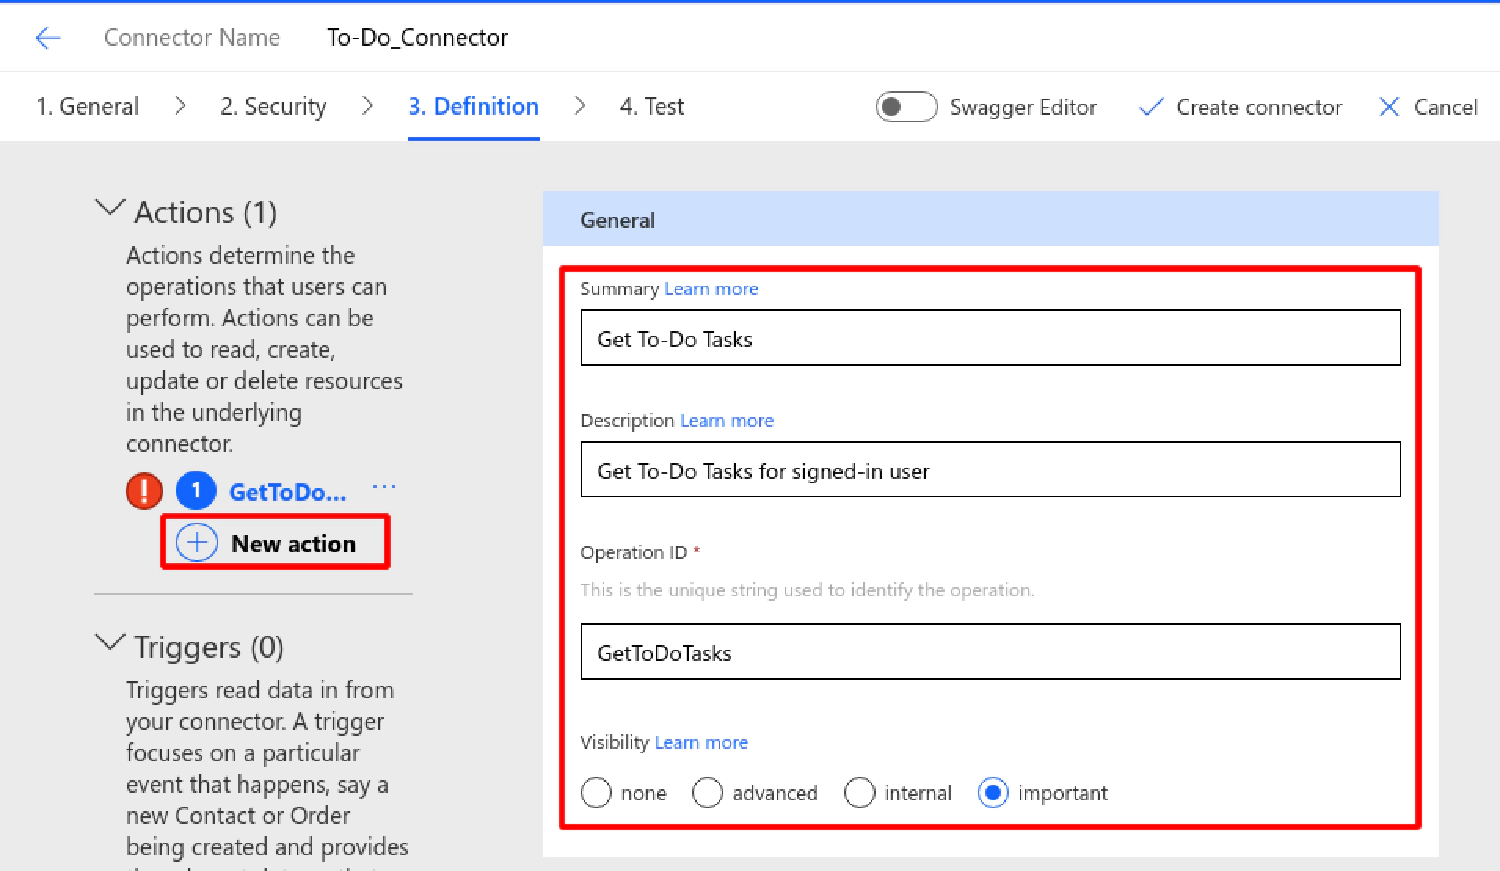 Connector Name To-Do_Connector
1. General 2. Security 3. Definition 4. Test Swagger Editor Create connector Cancel
Actions (1)
Actions determine the
operations that users can
perform. Actions can be
used to read, create,
update or delete resources
in the underlying
connector.
! 1 GetToDo... ...
New action
Triggers (0)
Triggers read data in from
your connector. A trigger
focuses on a particular
event that happens, say a
new Contact or Order
being created and provides
General
Summary Learn more
Get To-Do Tasks
Description Learn more
Get To-Do Tasks for signed-in user
Operation ID *
This is the unique string used to identify the operation.
GetToDoTasks
Visibility Learn more
none advanced internal important